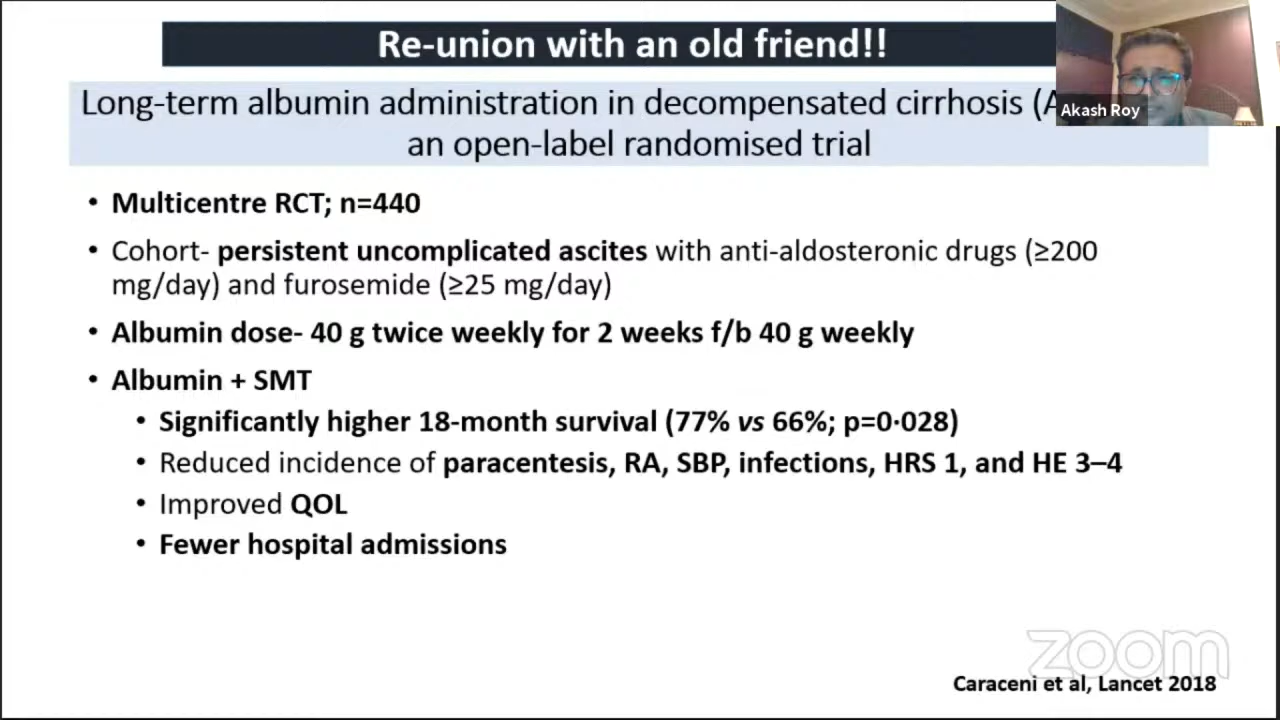 Re-union with an old friend!!
Long-term albumin administration in decompensated cirrhosis (A
an open-label randomised trial
Akash Roy
• Multicentre RCT; n=440
• Cohort- persistent uncomplicated ascites with anti-aldosteronic drugs (≥200
mg/day) and furosemide (≥25 mg/day)
• Albumin dose- 40 g twice weekly for 2 weeks f/b 40 g weekly
• Albumin + SMT
• Significantly higher 18-month survival (77% vs 66%; p=0·028)
• Reduced incidence of paracentesis, RA, SBP, infections, HRS 1, and HE 3–4
• Improved QOL
• Fewer hospital admissions
zoom
Caraceni et al, Lancet 2018